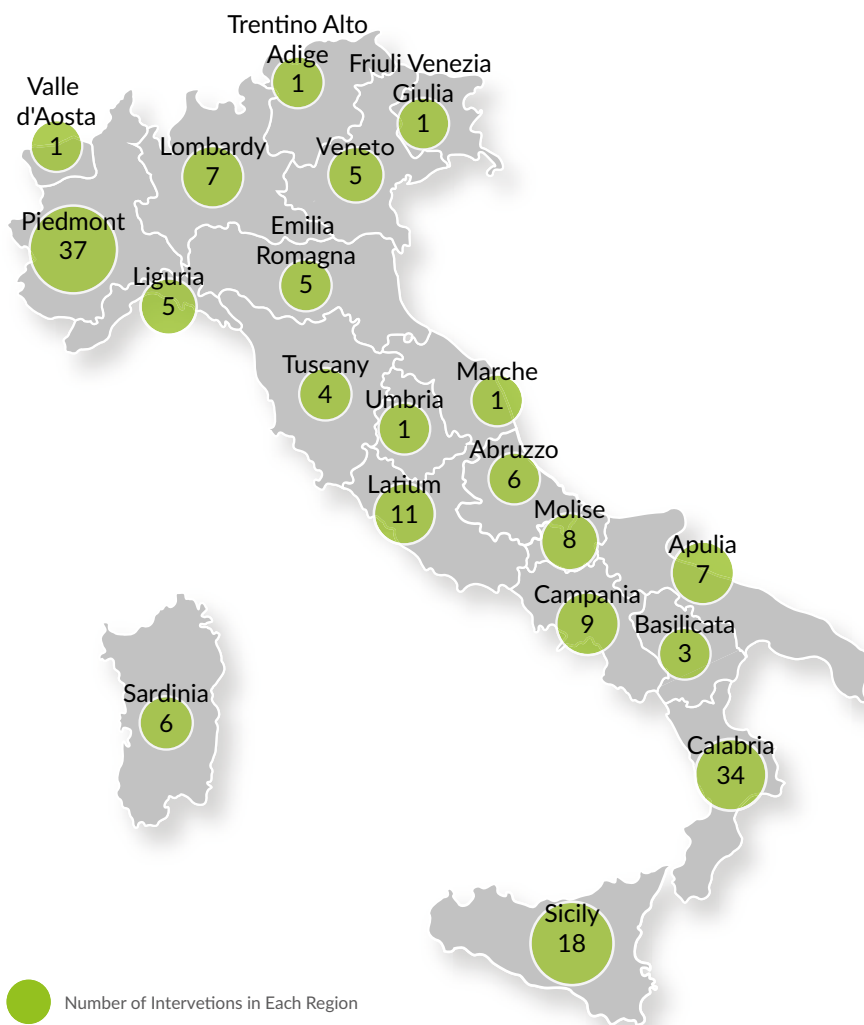 Trentino Alto
Adige
1
Friuli Venezia
Giulia
1
Valle
d'Aosta
1
Lombardy
7
Veneto
5
Piedmont
37
Emilia
Romagna
5
Liguria
5
Tuscany
4
Marche
1
Umbria
1
Abruzzo
6
Latium
11
Molise
8
Apulia
7
Campania
9
Basilicata
3
Sardinia
6
Calabria
34
Sicily
18
Number of Intervetions in Each Region